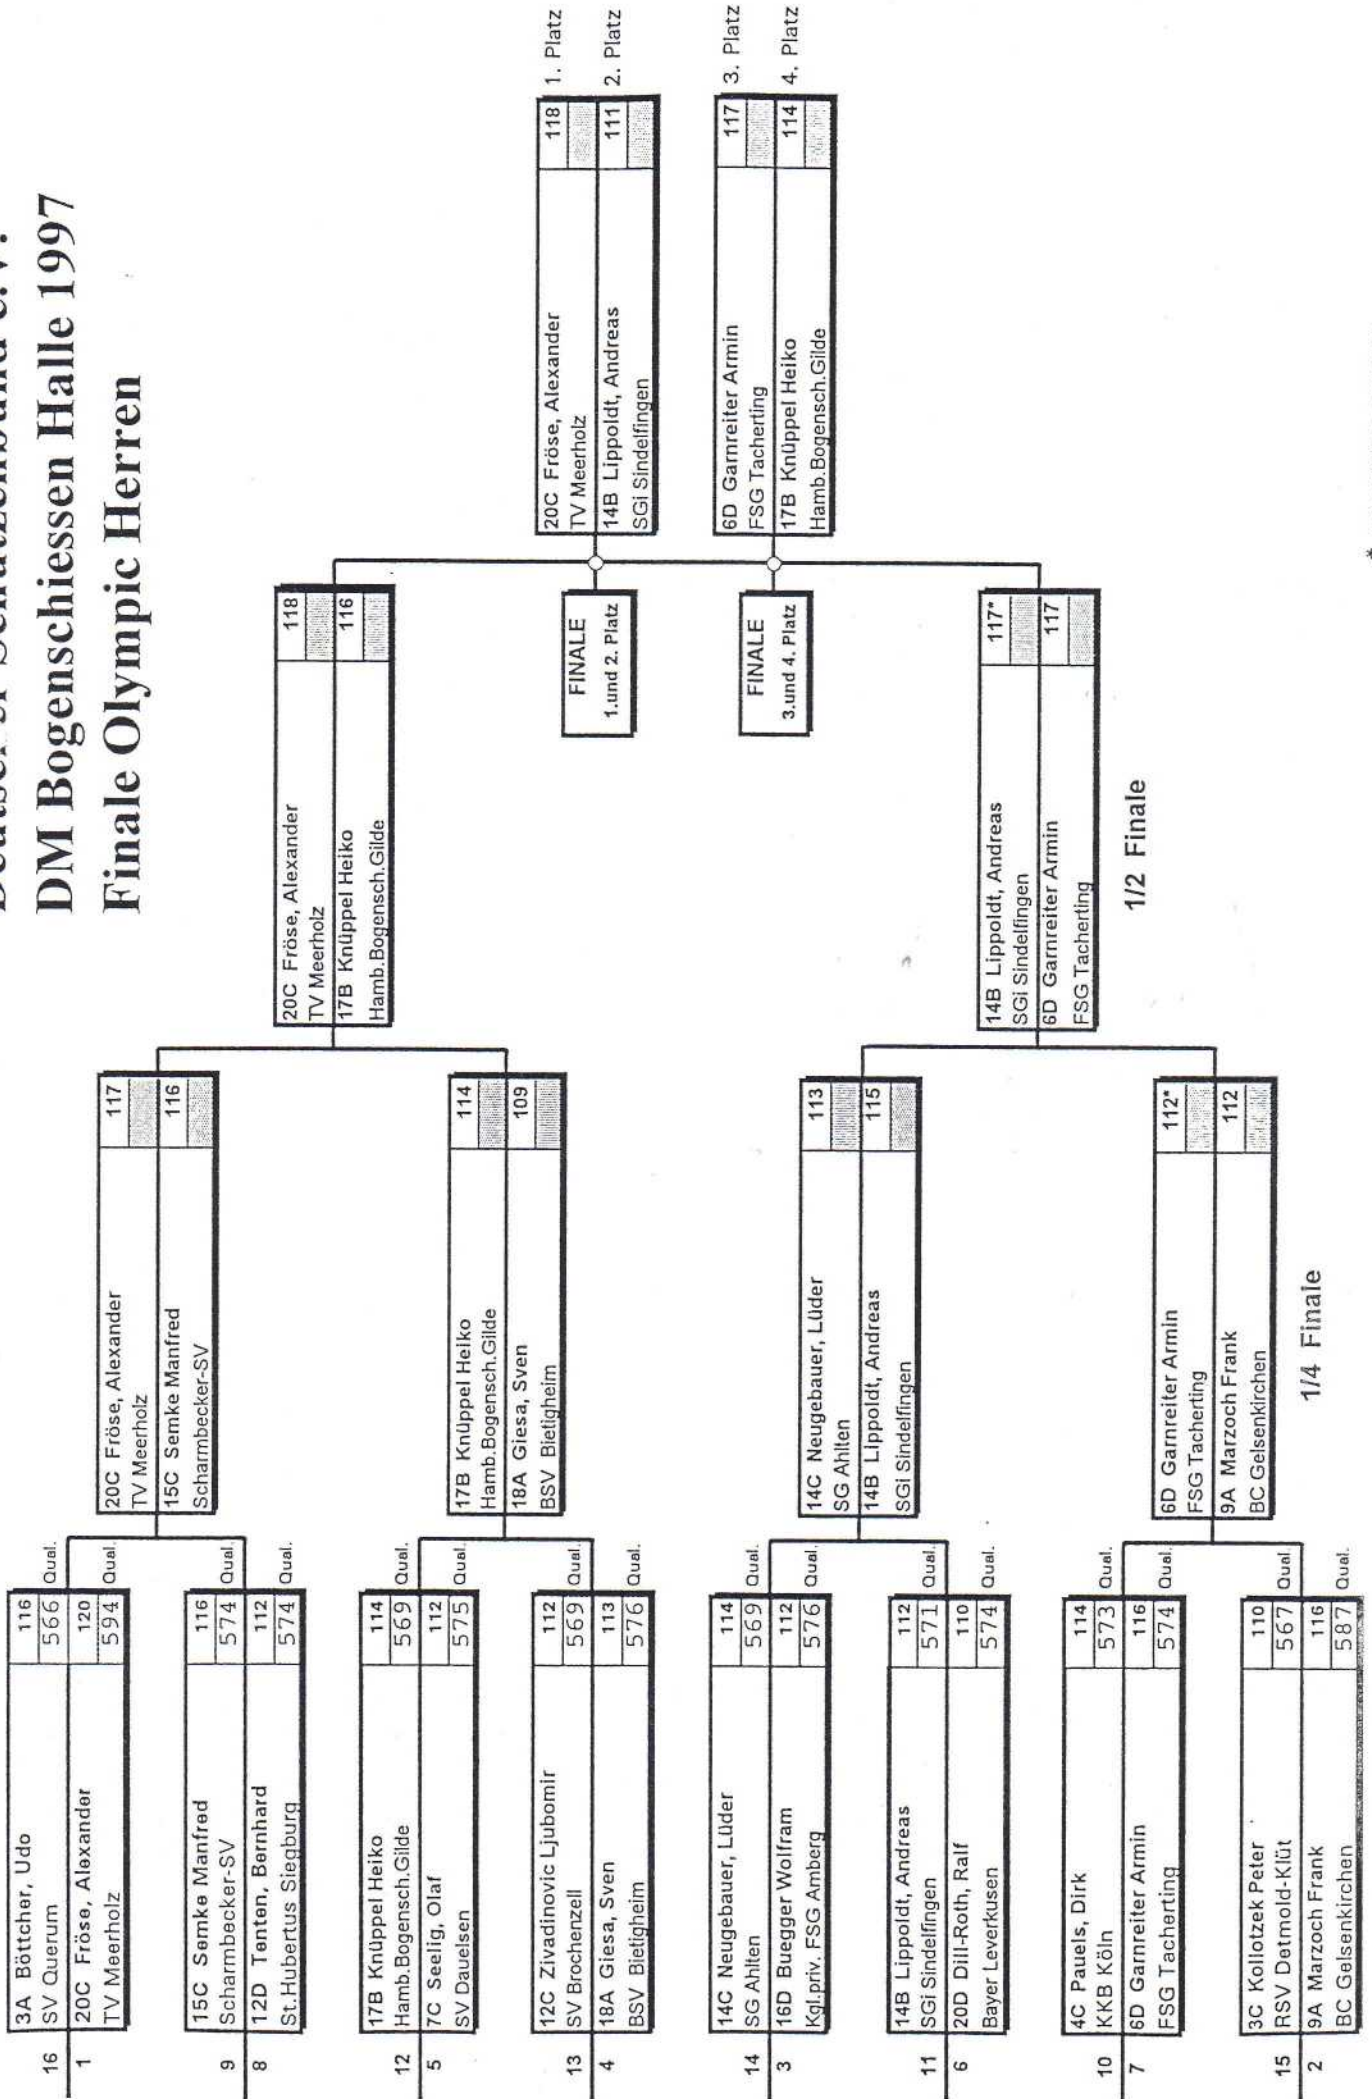 DM Bogenschiessen Halle 1997
Finale Olympic Herren
16 3A Böttcher, Udo 116
SV Querum 566 Qual.
1 20C Fröse, Alexander 120
TV Meerholz 594 Qual.
9 15C Semke Manfred 116
Scharmbecker-SV 574 Qual.
8 12D Tenten, Bernhard 112
St.Hubertus Siegburg 574 Qual.
12 17B Knüppel Heiko 114
Hamb.Bogensch.Gilde 569 Qual.
5 7C Seelig, Olaf 112
SV Dauelsen 575 Qual.
13 12C Zivadinovic Ljubomir 112
SV Brochenzell 569 Qual.
4 18A Giesa, Sven 113
BSV Bietigheim 576 Qual.
14 14C Neugebauer, Lüder 114
SG Ahlten 569 Qual.
3 16D Buegger Wolfram 112
Kgl.priv. FSG Amberg 576 Qual.
11 14B Lippoldt, Andreas 112
SGi Sindelfingen 571 Qual.
6 20D Dill-Roth, Ralf 110
Bayer Leverkusen 574 Qual.
10 4C Pauels, Dirk 114
KKB Köln 573 Qual.
7 6D Garnreiter Armin 116
FSG Tacherting 574 Qual.
15 3C Kollotzek Peter 110
RSV Detmold-Klüt 567 Qual.
2 9A Marzoch Frank 116
BC Gelsenkirchen 587 Qual.
20C Fröse, Alexander 117
TV Meerholz
15C Semke Manfred 116
Scharmbecker-SV
17B Knüppel Heiko 114
Hamb.Bogensch.Gilde
18A Giesa, Sven 109
BSV Bietigheim
14C Neugebauer, Lüder 113
SG Ahlten
14B Lippoldt, Andreas 115
SGi Sindelfingen
6D Garnreiter Armin 112*
FSG Tacherting
9A Marzoch Frank 112
BC Gelsenkirchen
1/4 Finale
20C Fröse, Alexander 118
TV Meerholz
17B Knüppel Heiko 116
Hamb.Bogensch.Gilde
14B Lippoldt, Andreas 117*
SGi Sindelfingen
6D Garnreiter Armin 117
FSG Tacherting
1/2 Finale
FINALE
1.und 2. Platz
FINALE
3.und 4. Platz
20C Fröse, Alexander 118 1. Platz
TV Meerholz
14B Lippoldt, Andreas 111 2. Platz
SGi Sindelfingen
6D Garnreiter Armin 117 3. Platz
FSG Tacherting
17B Knüppel Heiko 114 4. Platz
Hamb.Bogensch.Gilde